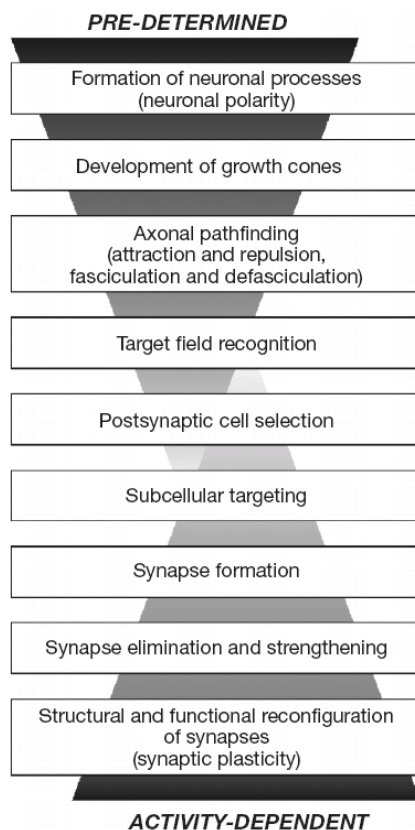 PRE-DETERMINED
Formation of neuronal processes
(neuronal polarity)
Development of growth cones
Axonal pathfinding
(attraction and repulsion,
fasciculation and defasciculation)
Target field recognition
Postsynaptic cell selection
Subcellular targeting
Synapse formation
Synapse elimination and strengthening
Structural and functional reconfiguration
of synapses
(synaptic plasticity)
ACTIVITY-DEPENDENT